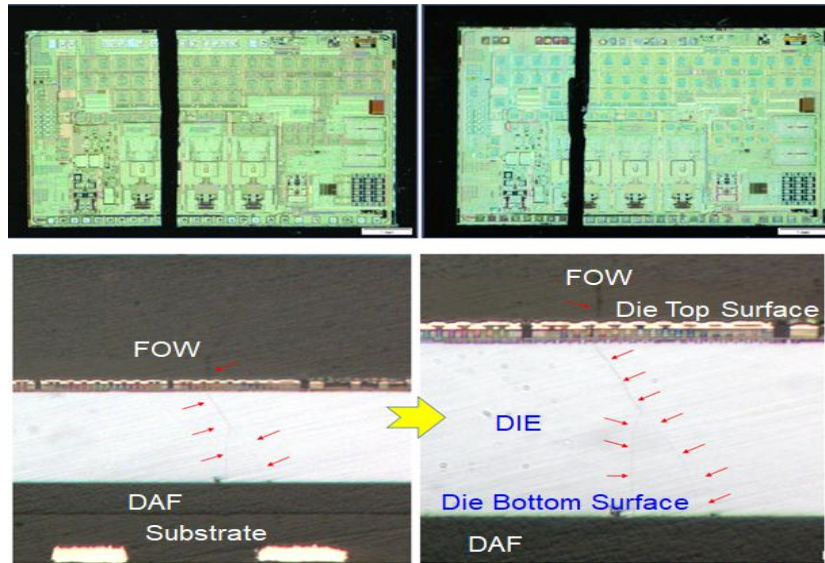 FOW
DAF
Substrate
FOW
Die Top Surface
DIE
Die Bottom Surface
DAF